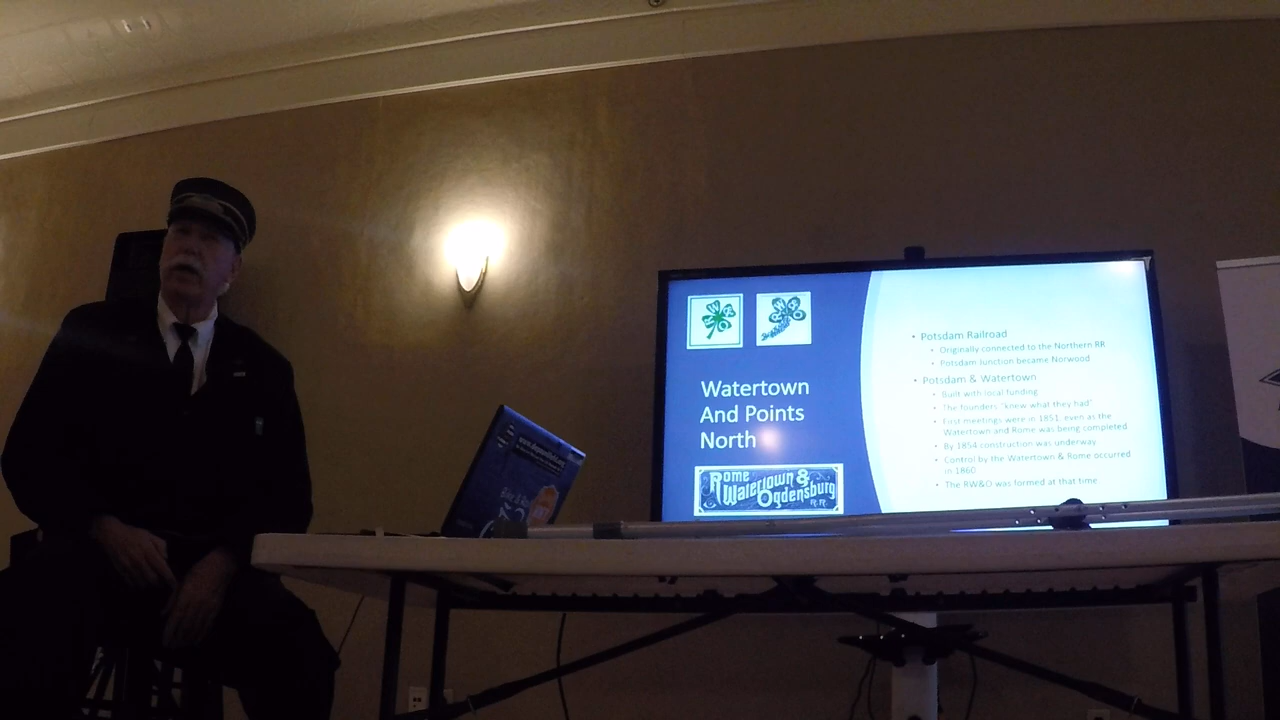 Watertown
And Points
North
Rome
Watertown &
Ogdensburg
R.R.
• Potsdam Railroad
• Originally connected to the Northern RR
• Potsdam Junction became Norwood
• Potsdam & Watertown
• Built with local funding
• The founders "knew what they had"
• First meetings were in 1851, even as the
Watertown and Rome was being completed
• By 1854 construction was underway
• Control by the Watertown & Rome occurred
in 1860
• The RW&O was formed at that time